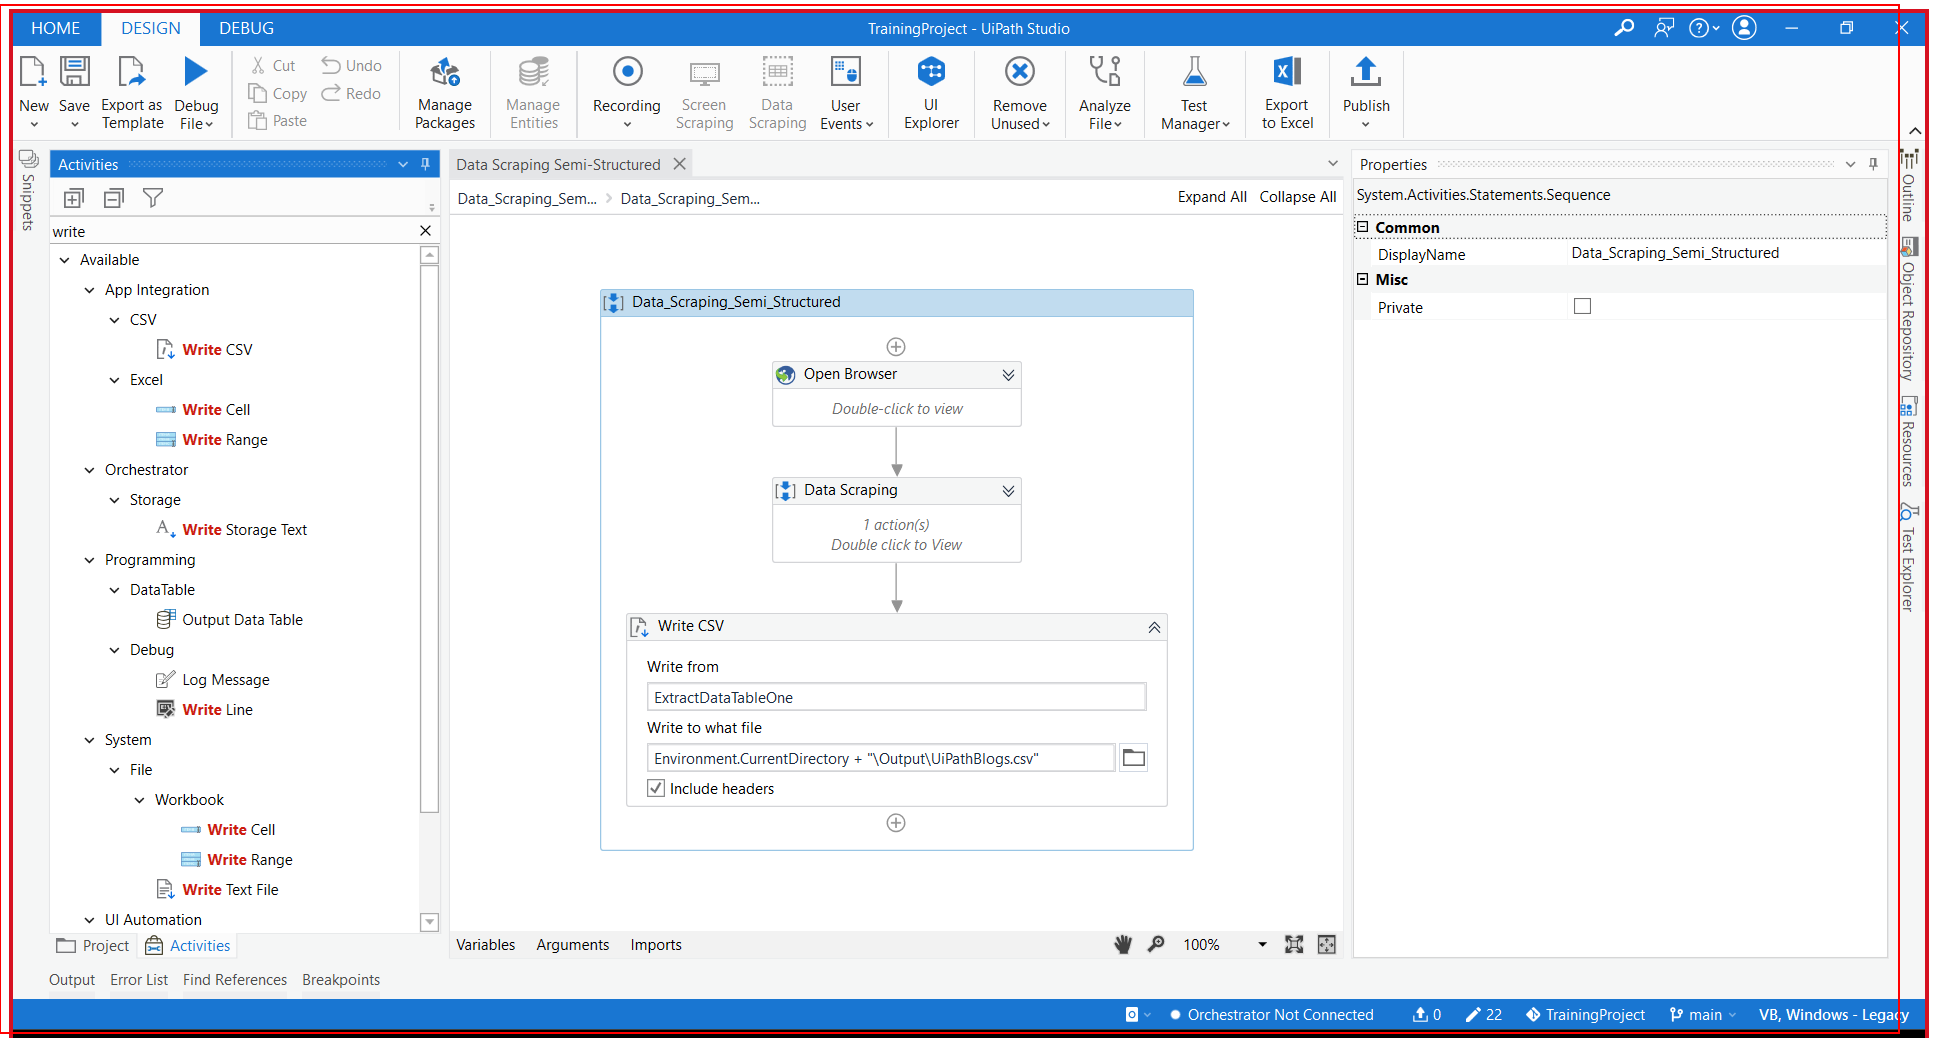 HOME DESIGN DEBUG TrainingProject - UiPath Studio
New Save Export as Template Debug File
Cut Copy Paste Undo Redo
Manage Packages
Manage Entities
Recording
Screen Scraping
Data Scraping
User Events
UI Explorer
Remove Unused
Analyze File
Test Manager
Export to Excel
Publish
Snippets
Activities
write
Available
App Integration
CSV
Write CSV
Excel
Write Cell
Write Range
Orchestrator
Storage
Write Storage Text
Programming
DataTable
Output Data Table
Debug
Log Message
Write Line
System
File
Workbook
Write Cell
Write Range
Write Text File
UI Automation
Project Activities
Data Scraping Semi-Structured
Data_Scraping_Sem... Data_Scraping_Sem... Expand All Collapse All
Data_Scraping_Semi_Structured
Open Browser
Double-click to view
Data Scraping
1 action(s)
Double click to View
Write CSV
Write from
ExtractDataTableOne
Write to what file
Environment.CurrentDirectory + "\Output\UiPathBlogs.csv"
Include headers
Variables Arguments Imports 100%
Properties
System.Activities.Statements.Sequence
Common
DisplayName Data_Scraping_Semi_Structured
Misc
Private
Outline
Object Repository
Resources
Test Explorer
Output Error List Find References Breakpoints
Orchestrator Not Connected 0 22 TrainingProject main VB, Windows - Legacy